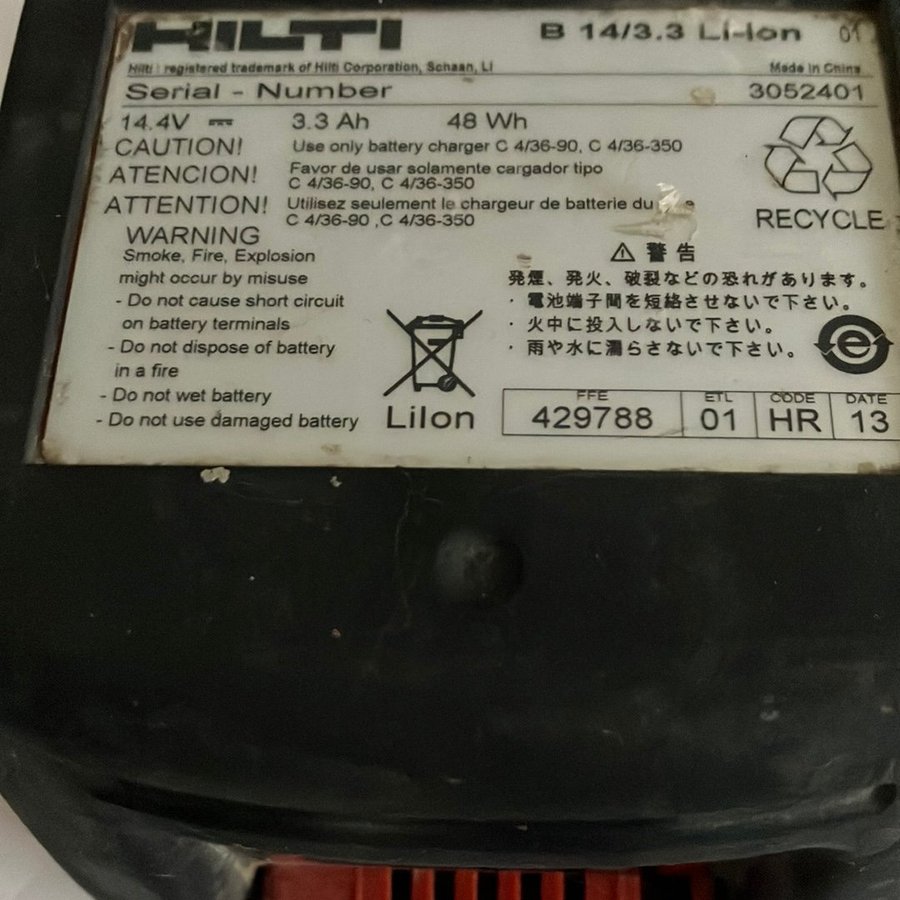 HILTI B 14/3.3 Li-Ion 01
Hilti registered trademark of Hilti Corporation, Schaan, LI Made in China
Serial - Number 3052401
14.4V 3.3 Ah 48 Wh
CAUTION! Use only battery charger C 4/36-90, C 4/36-350
ATENCION! Favor de usar solamente cargador tipo
C 4/36-90, C 4/36-350
ATTENTION! Utilisez seulement le chargeur de batterie du
C 4/36-90 ,C 4/36-350
RECYCLE
WARNING
Smoke, Fire, Explosion
might occur by misuse
- Do not cause short circuit
on battery terminals
- Do not dispose of battery
in a fire
- Do not wet battery
- Do not use damaged battery
LiIon
⚠ 警告
発煙、発火、破裂などの恐れがあります。
・電池端子間を短絡させないで下さい。
・火中に投入しないで下さい。
・雨や水に濡らさないで下さい。
e
FFE ETL CODE DATE
429788 01 HR 13